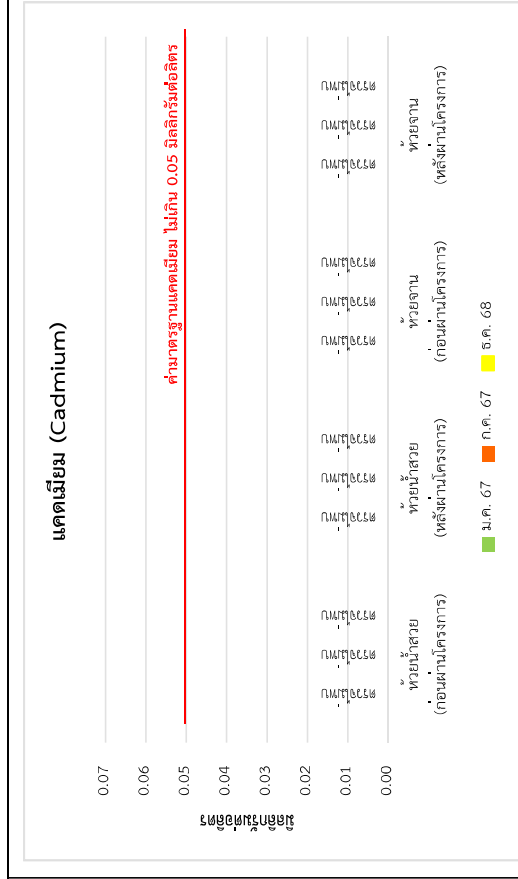 แคดเมียม (Cadmium)
มิลลิกรัมต่อลิตร
0.07
0.06
0.05
0.04
0.03
0.02
0.01
0.00
ค่ามาตรฐานแคดเมียม ไม่เกิน 0.05 มิลลิกรัมต่อลิตร
ตรวจไม่พบ ตรวจไม่พบ ตรวจไม่พบ
ตรวจไม่พบ ตรวจไม่พบ ตรวจไม่พบ
ตรวจไม่พบ ตรวจไม่พบ ตรวจไม่พบ
ตรวจไม่พบ ตรวจไม่พบ ตรวจไม่พบ
ห้วยน้ำสวย
(ก่อนผ่านโครงการ)
ห้วยน้ำสวย
(หลังผ่านโครงการ)
ห้วยจาน
(ก่อนผ่านโครงการ)
ห้วยจาน
(หลังผ่านโครงการ)
ม.ค. 67 ก.ค. 67 ธ.ค. 68